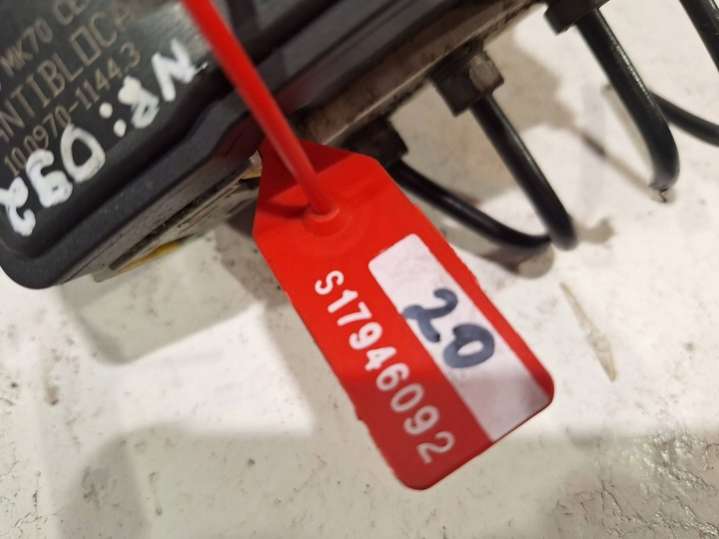 MK70
ANTIBLOC
10.0970-1144.3
NR: 092
S17946092
20